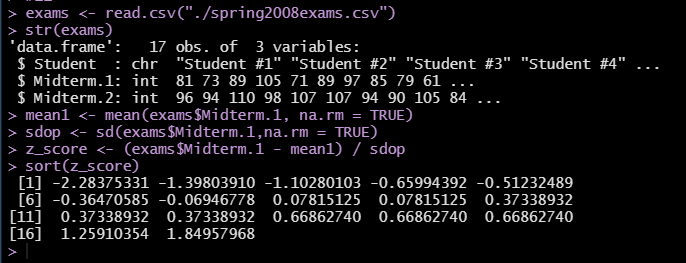 > exams <- read.csv("./spring2008exams.csv")
> str(exams)
'data.frame':   17 obs. of  3 variables:
 $ Student  : chr  "Student #1" "Student #2" "Student #3" "Student #4" ...
 $ Midterm.1: int  81 73 89 105 71 89 97 85 79 61 ...
 $ Midterm.2: int  96 94 110 98 107 107 94 90 105 84 ...
> mean1 <- mean(exams$Midterm.1, na.rm = TRUE)
> sdop <- sd(exams$Midterm.1,na.rm = TRUE)
> z_score <- (exams$Midterm.1 - mean1) / sdop
> sort(z_score)
 [1] -2.28375331 -1.39803910 -1.10280103 -0.65994392 -0.51232489
 [6] -0.36470585 -0.06946778  0.07815125  0.07815125  0.37338932
[11]  0.37338932  0.37338932  0.66862740  0.66862740  0.66862740
[16]  1.25910354  1.84957968
>